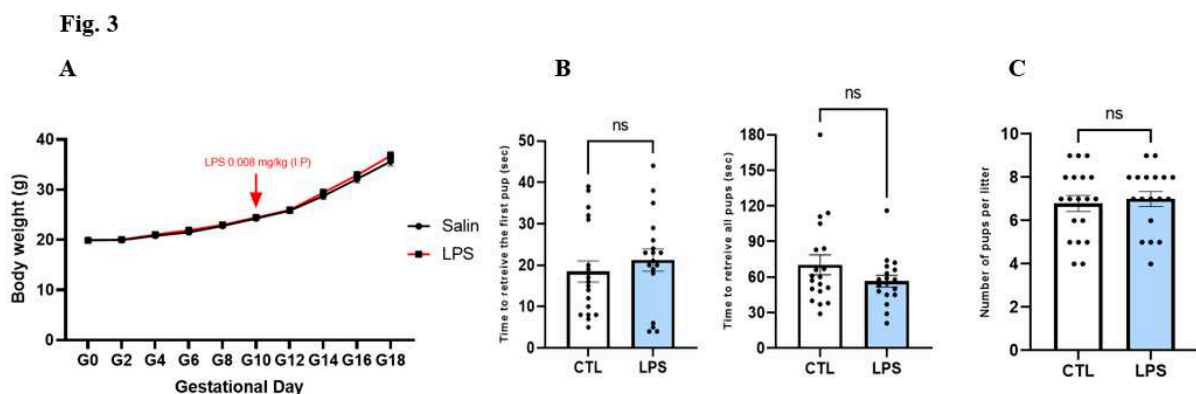 Fig. 3
A
B
C
Body weight (g)
40
30
20
10
0
LPS 0.008 mg/kg (I.P)
Salin
LPS
G0 G2 G4 G6 G8 G10 G12 G14 G16 G18
Gestational Day
Time to retreive the first pup (sec)
50
40
30
20
10
0
ns
CTL LPS
Time to retreive all pups (sec)
180
150
120
90
60
30
0
ns
CTL LPS
Number of pups per litter
10
8
6
4
2
0
ns
CTL LPS